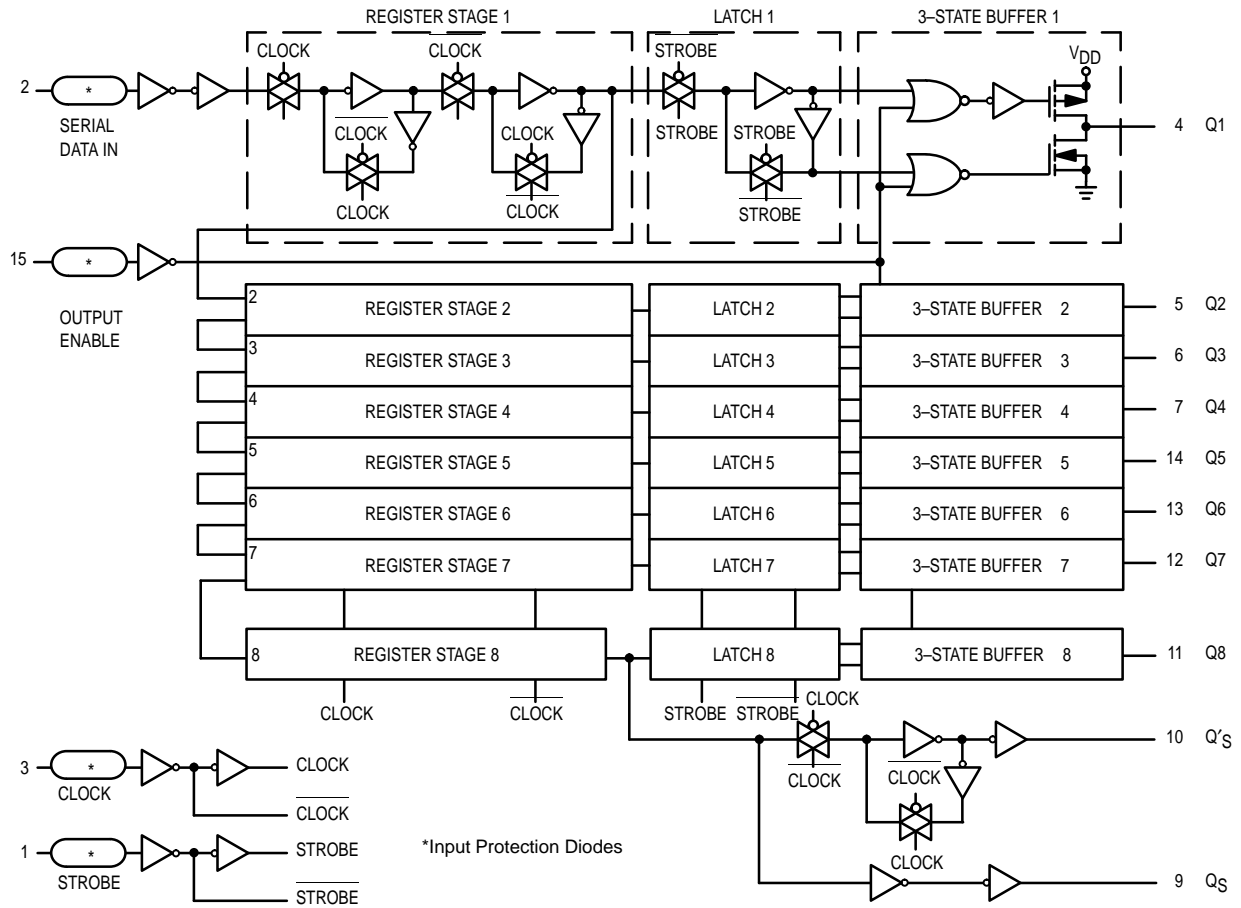 REGISTER STAGE 1 LATCH 1 3–STATE BUFFER 1
CLOCK CLOCK STROBE VDD
2 * 4 Q1
SERIAL
DATA IN
CLOCK CLOCK STROBE STROBE
CLOCK CLOCK STROBE
15 *
OUTPUT
ENABLE
2 REGISTER STAGE 2 LATCH 2 3–STATE BUFFER 2 5 Q2
3 REGISTER STAGE 3 LATCH 3 3–STATE BUFFER 3 6 Q3
4 REGISTER STAGE 4 LATCH 4 3–STATE BUFFER 4 7 Q4
5 REGISTER STAGE 5 LATCH 5 3–STATE BUFFER 5 14 Q5
6 REGISTER STAGE 6 LATCH 6 3–STATE BUFFER 6 13 Q6
7 REGISTER STAGE 7 LATCH 7 3–STATE BUFFER 7 12 Q7
8 REGISTER STAGE 8 LATCH 8 3–STATE BUFFER 8 11 Q8
CLOCK CLOCK STROBE STROBE CLOCK
10 Q′S
CLOCK CLOCK
CLOCK
9 QS
3 * CLOCK
CLOCK
CLOCK
1 * STROBE
STROBE
STROBE
*Input Protection Diodes